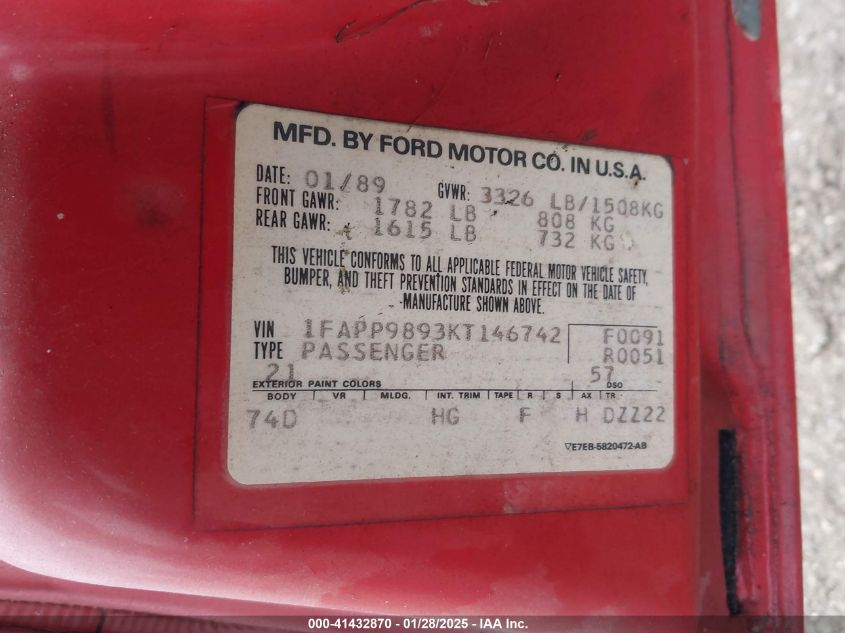 MFD. BY FORD MOTOR CO. IN U.S.A.
DATE: 01/89 GVWR: 3326 LB/1508KG
FRONT GAWR: 1782 LB 808 KG
REAR GAWR: 1615 LB 732 KG
THIS VEHICLE CONFORMS TO ALL APPLICABLE FEDERAL MOTOR VEHICLE SAFETY,
BUMPER, AND THEFT PREVENTION STANDARDS IN EFFECT ON THE DATE OF
MANUFACTURE SHOWN ABOVE.
VIN 1FAPP9893KT146742 F0091
TYPE PASSENGER R0051
21 57
EXTERIOR PAINT COLORS DSO
BODY VR MLDG. INT. TRIM TAPE R S AX TR
74D HG F H DZZ22
E7EB-5820472-AB
000-41432870 | 01/28/2025 - IAA Inc.